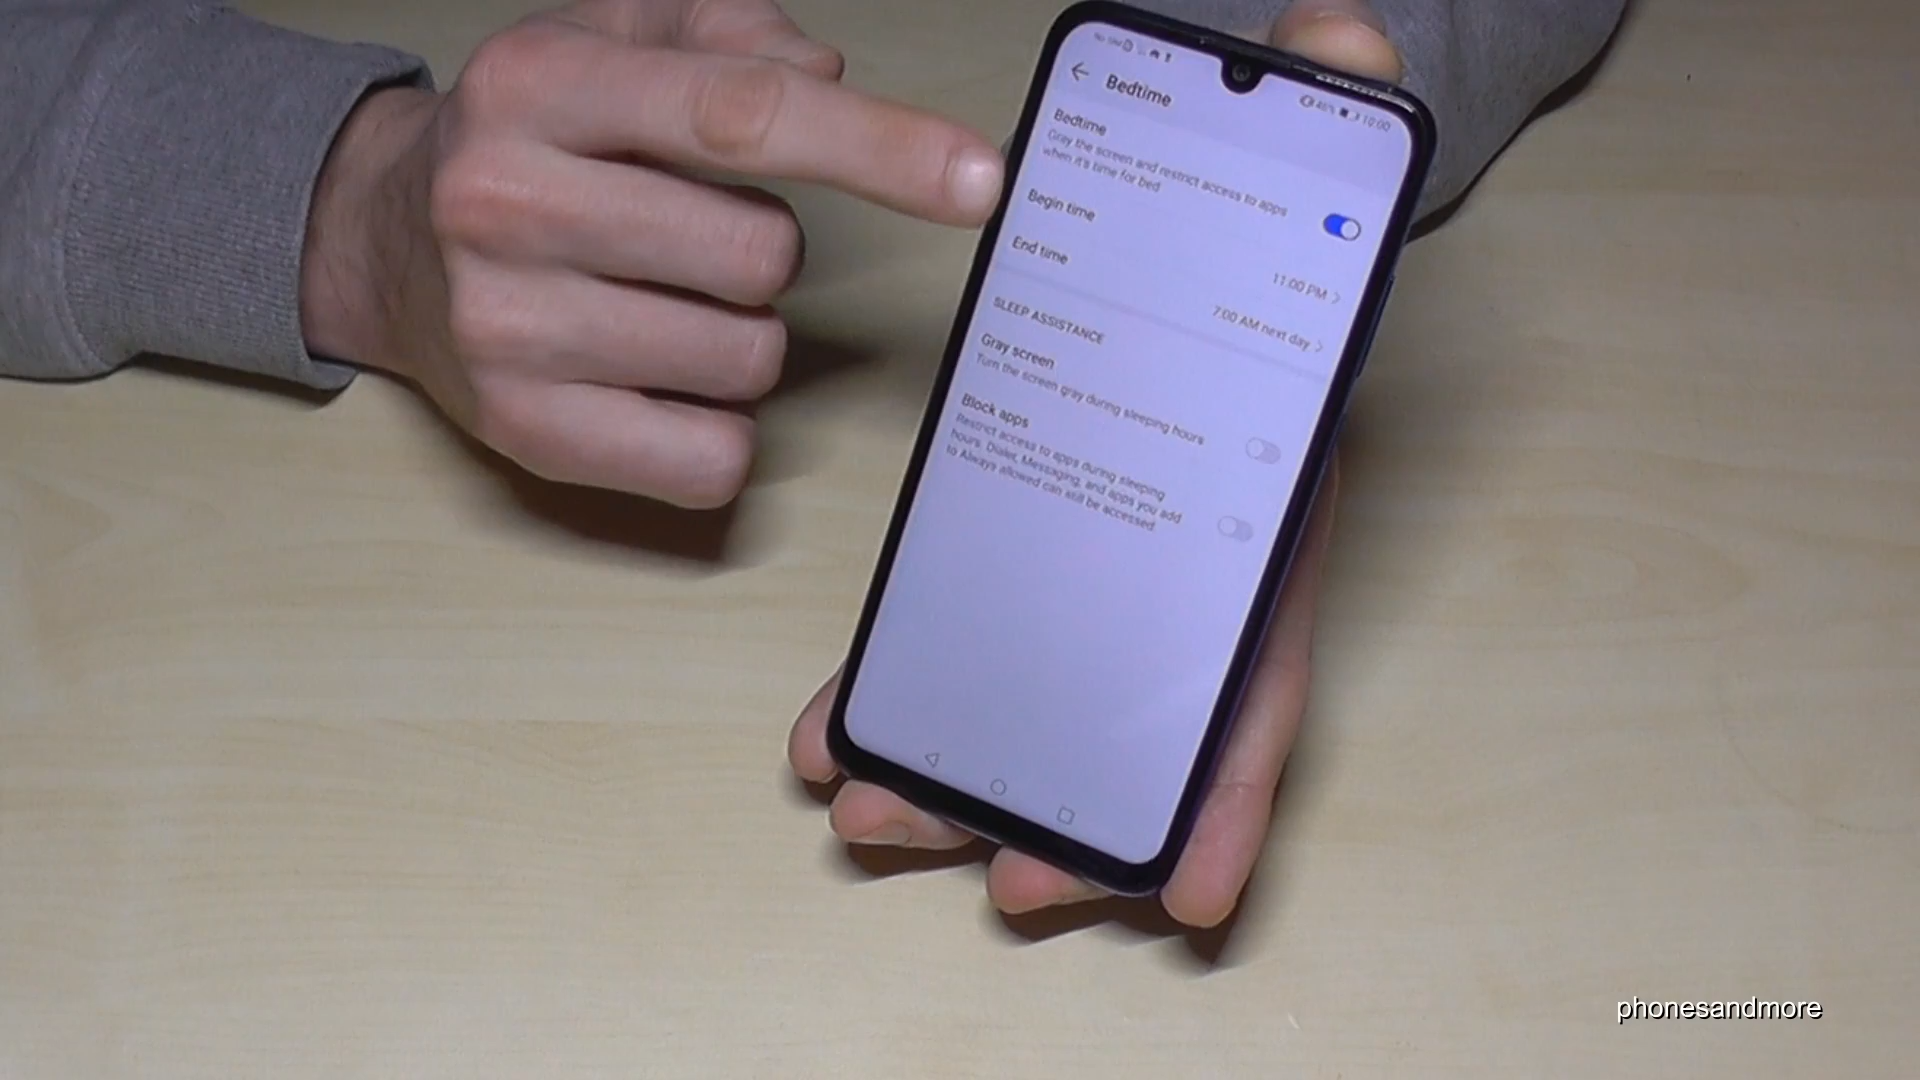 10:00
Bedtime
Bedtime
Gray the screen and restrict access to apps
when it's time for bed
Begin time
11:00 PM
End time
7:00 AM next day
SLEEP ASSISTANCE
Gray screen
Turn the screen gray during sleeping hours
Block apps
Restrict access to apps during sleeping
hours. Dialer, Messaging, and apps you add
to Always allowed can still be accessed.
phonesandmore